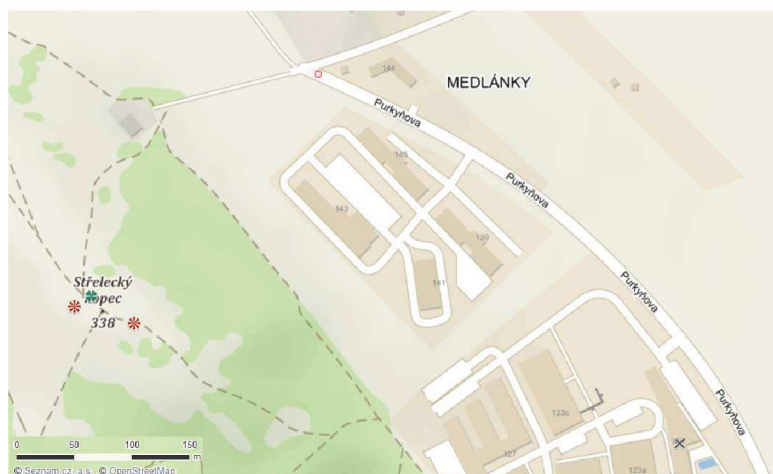 144
MEDLÁNKY
Purkyňova
145
Purkyňova
143
139
141
Purkyňova
Střelecký
kopec
338
Purkyňova
123c
127
123a
0 50 100 150
m
© Seznam.cz, a.s., © OpenStreetMap